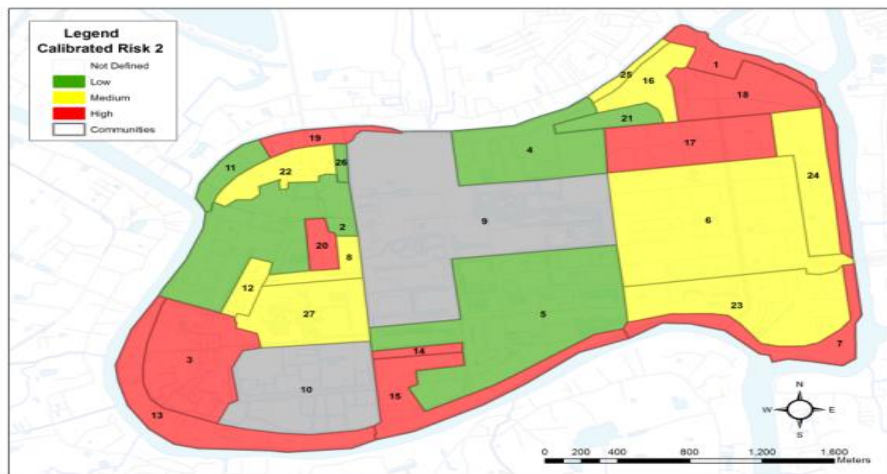 Legend
Calibrated Risk 2
Not Defined
Low
Medium
High
Communities
1
25
16
18
21
19
4
17
11
26
22
24
2
9
6
20
8
12
27
5
23
14
7
3
10
15
13
N
W
E
S
0
200
400
800
1,200
1,600
Meters